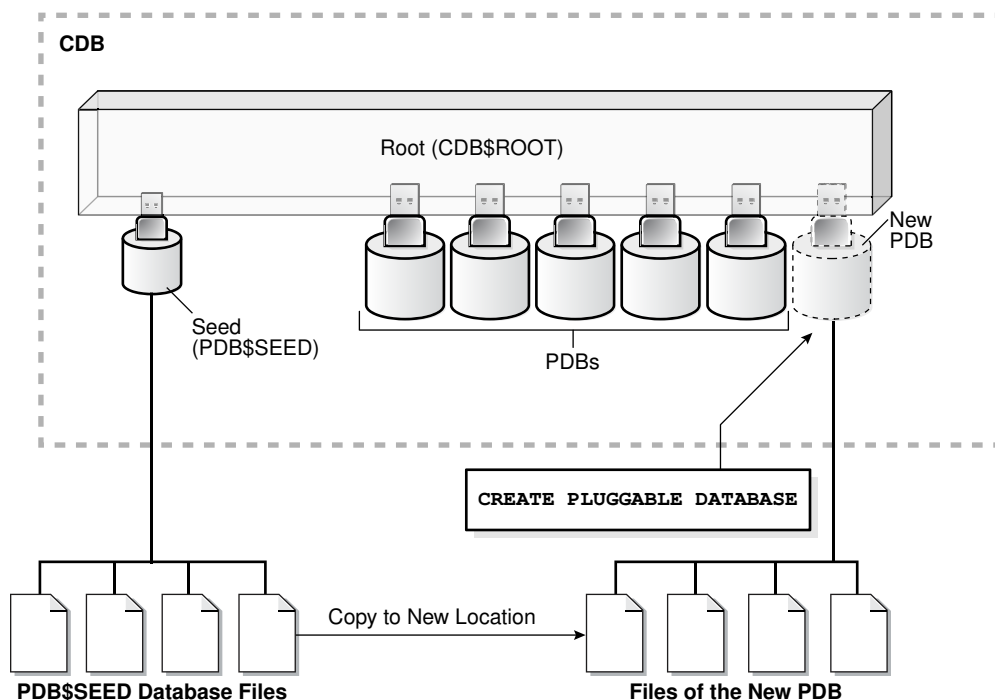 CDB
Root (CDB$ROOT)
New
PDB
Seed
(PDB$SEED)
PDBs
CREATE PLUGGABLE DATABASE
Copy to New Location
PDB$SEED Database Files
Files of the New PDB